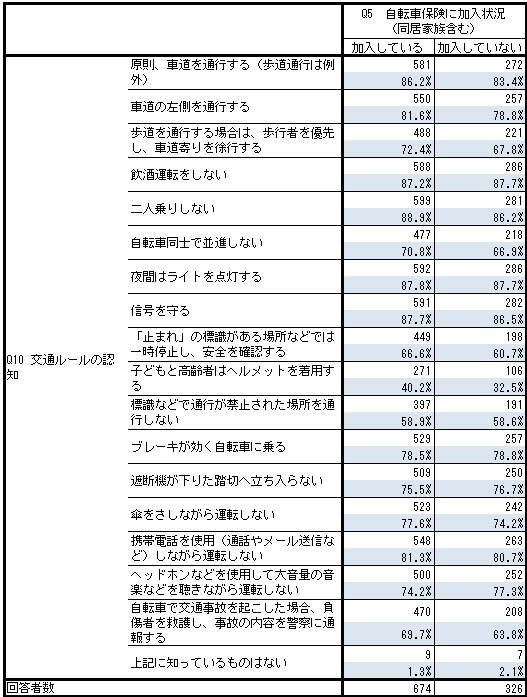 Q5 自転車保険に加入状況
（同居家族含む）
加入している 加入していない
Q10 交通ルールの認
知
原則、車道を通行する（歩道通行は例
外）
581 272
86.2% 83.4%
車道の左側を通行する
550 257
81.6% 78.8%
歩道を通行する場合は、歩行者を優先
し、車道寄りを徐行する
488 221
72.4% 67.8%
飲酒運転をしない
588 286
87.2% 87.7%
二人乗りしない
599 281
88.9% 86.2%
自転車同士で並進しない
477 218
70.8% 66.9%
夜間はライトを点灯する
592 286
87.8% 87.7%
信号を守る
591 282
87.7% 86.5%
「止まれ」の標識がある場所などでは
一時停止し、安全を確認する
449 198
66.6% 60.7%
子どもと高齢者はヘルメットを着用す
る
271 106
40.2% 32.5%
標識などで通行が禁止された場所を通
行しない
397 191
58.9% 58.6%
ブレーキが効く自転車に乗る
529 257
78.5% 78.8%
遮断機が下りた踏切へ立ち入らない
509 250
75.5% 76.7%
傘をさしながら運転しない
523 242
77.6% 74.2%
携帯電話を使用（通話やメール送信な
ど）しながら運転しない
548 263
81.3% 80.7%
ヘッドホンなどを使用して大音量の音
楽などを聴きながら運転しない
500 252
74.2% 77.3%
自転車で交通事故を起こした場合、負
傷者を救護し、事故の内容を警察に通
報する
470 208
69.7% 63.8%
上記に知っているものはない
9 7
1.3% 2.1%
回答者数 674 326